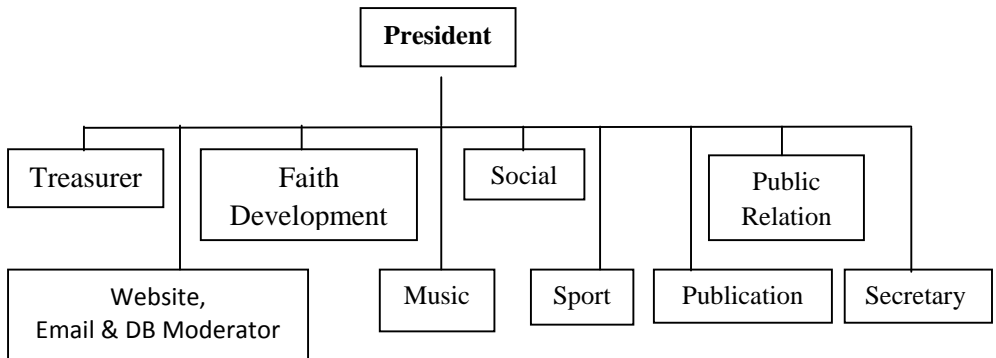 President
Treasurer
Faith
Development
Social
Public
Relation
Website,
Email & DB Moderator
Music
Sport
Publication
Secretary